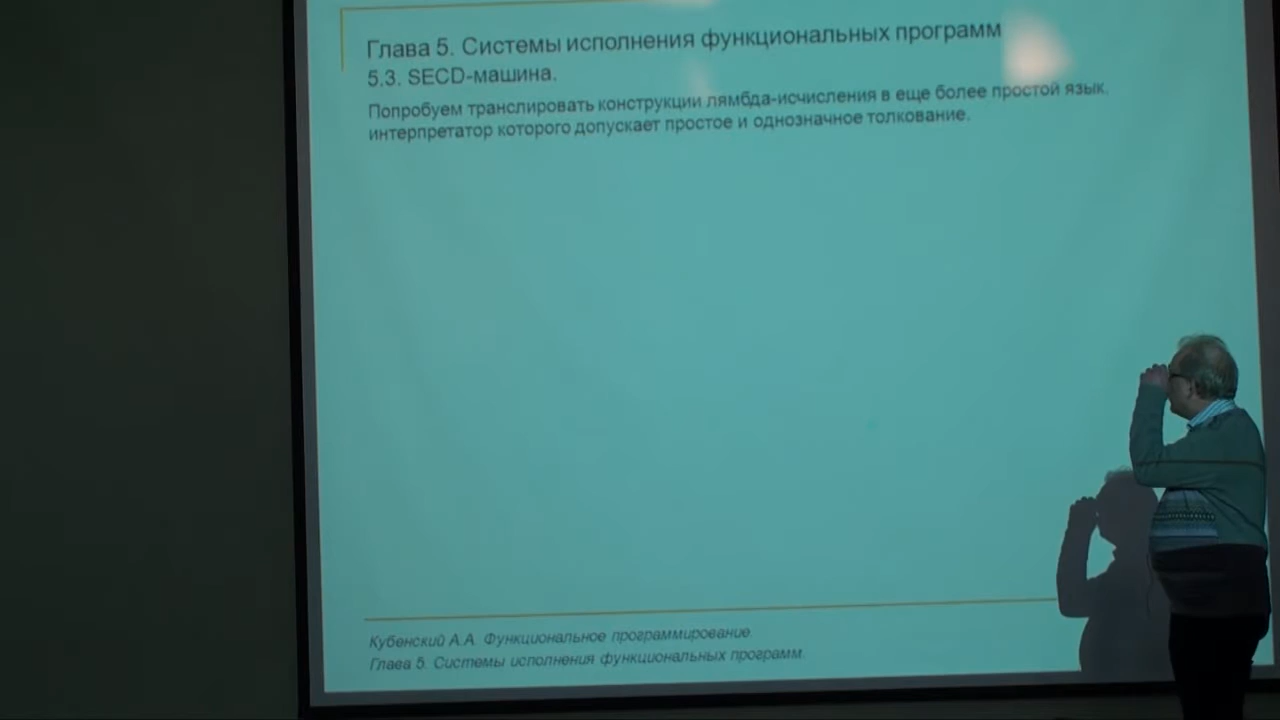 Глава 5. Системы исполнения функциональных программ
5.3. SECD-машина.
Попробуем транслировать конструкции лямбда-исчисления в еще более простой язык,
интерпретатор которого допускает простое и однозначное толкование.
Кубенский А.А. Функциональное программирование.
Глава 5. Системы исполнения функциональных программ.